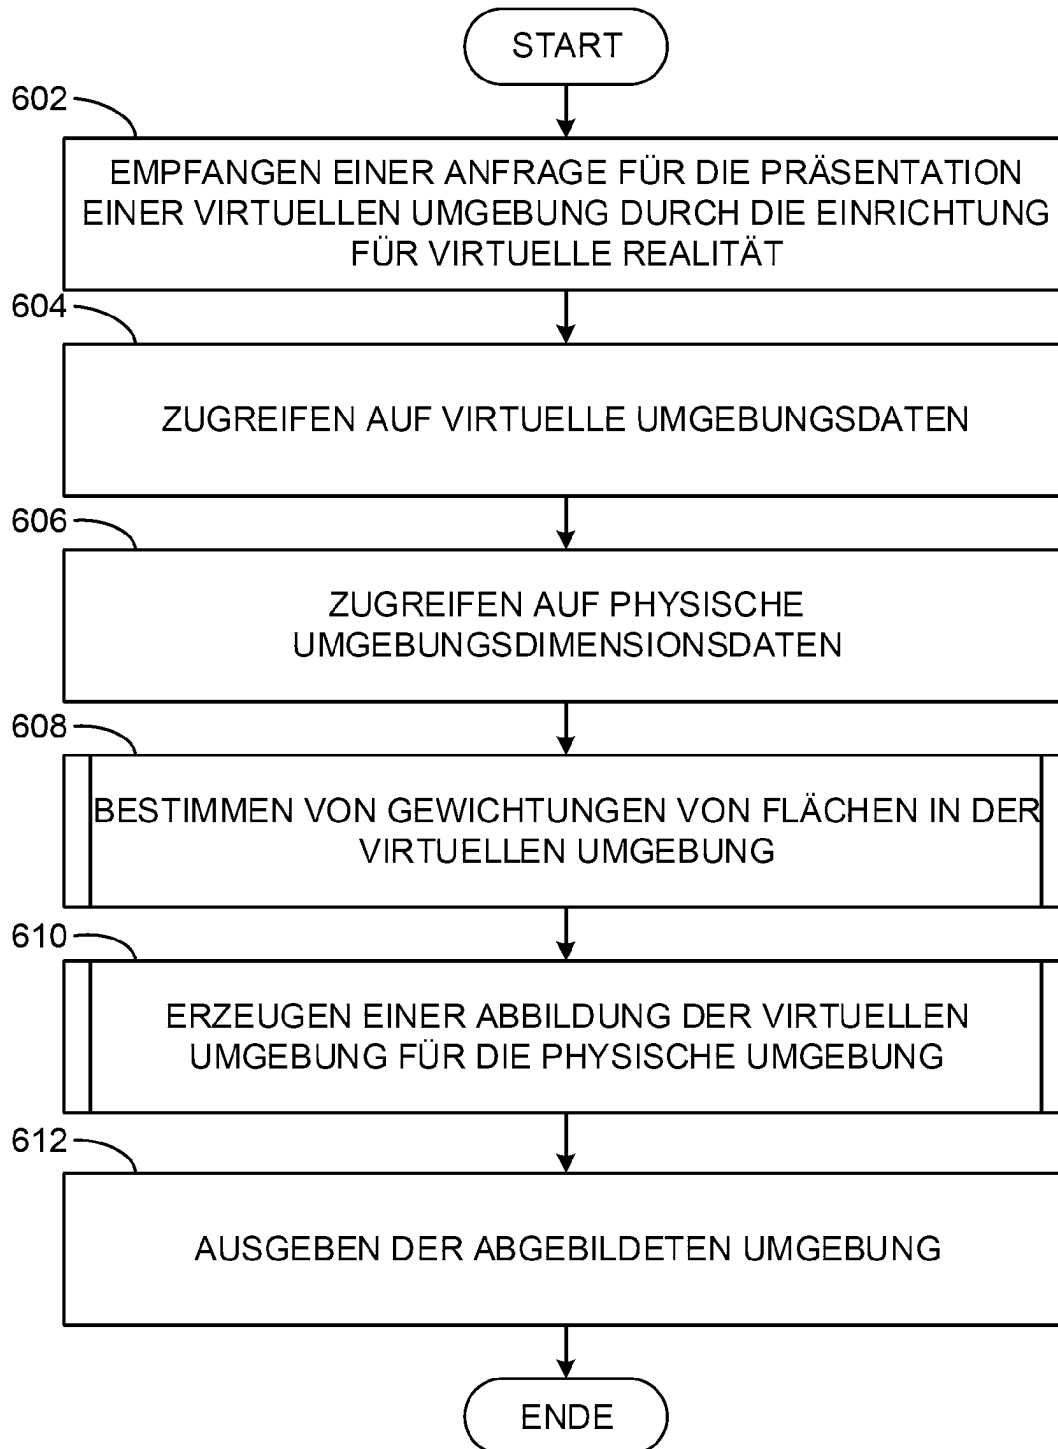 START
602
EMPFANGEN EINER ANFRAGE FÜR DIE PRÄSENTATION
EINER VIRTUELLEN UMGEBUNG DURCH DIE EINRICHTUNG
FÜR VIRTUELLE REALITÄT
604
ZUGREIFEN AUF VIRTUELLE UMGEBUNGSDATEN
606
ZUGREIFEN AUF PHYSISCHE
UMGEBUNGSDIMENSIONSDATEN
608
BESTIMMEN VON GEWICHTUNGEN VON FLÄCHEN IN DER
VIRTUELLEN UMGEBUNG
610
ERZEUGEN EINER ABBILDUNG DER VIRTUELLEN
UMGEBUNG FÜR DIE PHYSISCHE UMGEBUNG
612
AUSGEBEN DER ABGEBILDETEN UMGEBUNG
ENDE